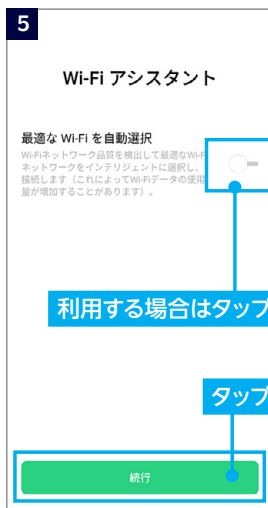 5
Wi-Fi アシスタント
最適な Wi-Fi を自動選択
Wi-Fiネットワーク品質を検出して最適なWi-F
ネットワークをインテリジェントに選択し、
接続します（これによってWi-Fiデータの使用
量が増加することがあります）。
利用する場合はタップ
タップ
続行